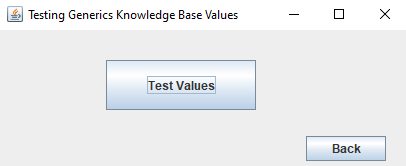 Testing Generics Knowledge Base Values
Test Values
Back